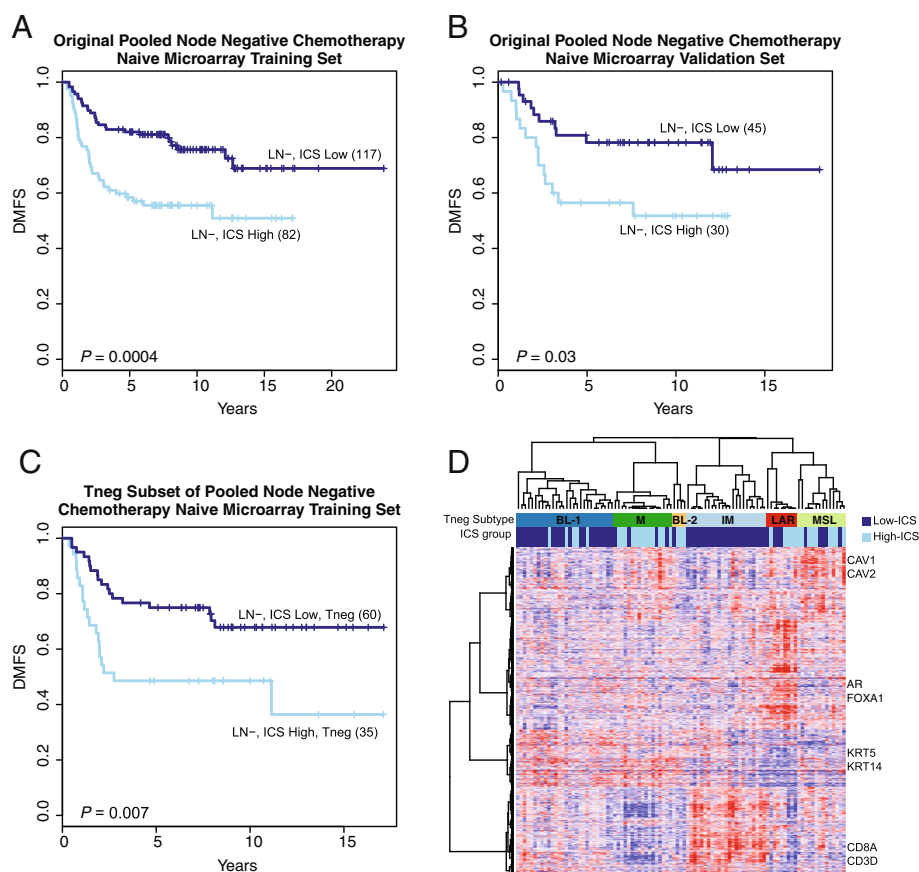 A
Original Pooled Node Negative Chemotherapy
Naive Microarray Training Set
DMFS
1.0
0.8
0.6
0.4
0.2
0.0
LN−, ICS Low (117)
LN−, ICS High (82)
P = 0.0004
0 5 10 15 20
Years
B
Original Pooled Node Negative Chemotherapy
Naive Microarray Validation Set
DMFS
1.0
0.8
0.6
0.4
0.2
0.0
LN−, ICS Low (45)
LN−, ICS High (30)
P = 0.03
0 5 10 15
Years
C
Tneg Subset of Pooled Node Negative
Chemotherapy Naive Microarray Training Set
DMFS
1.0
0.8
0.6
0.4
0.2
0.0
LN−, ICS Low, Tneg (60)
LN−, ICS High, Tneg (35)
P = 0.007
0 5 10 15
Years
D
Tneg Subtype BL-1 M BL-2 IM LAR MSL
ICS group
Low-ICS
High-ICS
CAV1
CAV2
AR
FOXA1
KRT5
KRT14
CD8A
CD3D